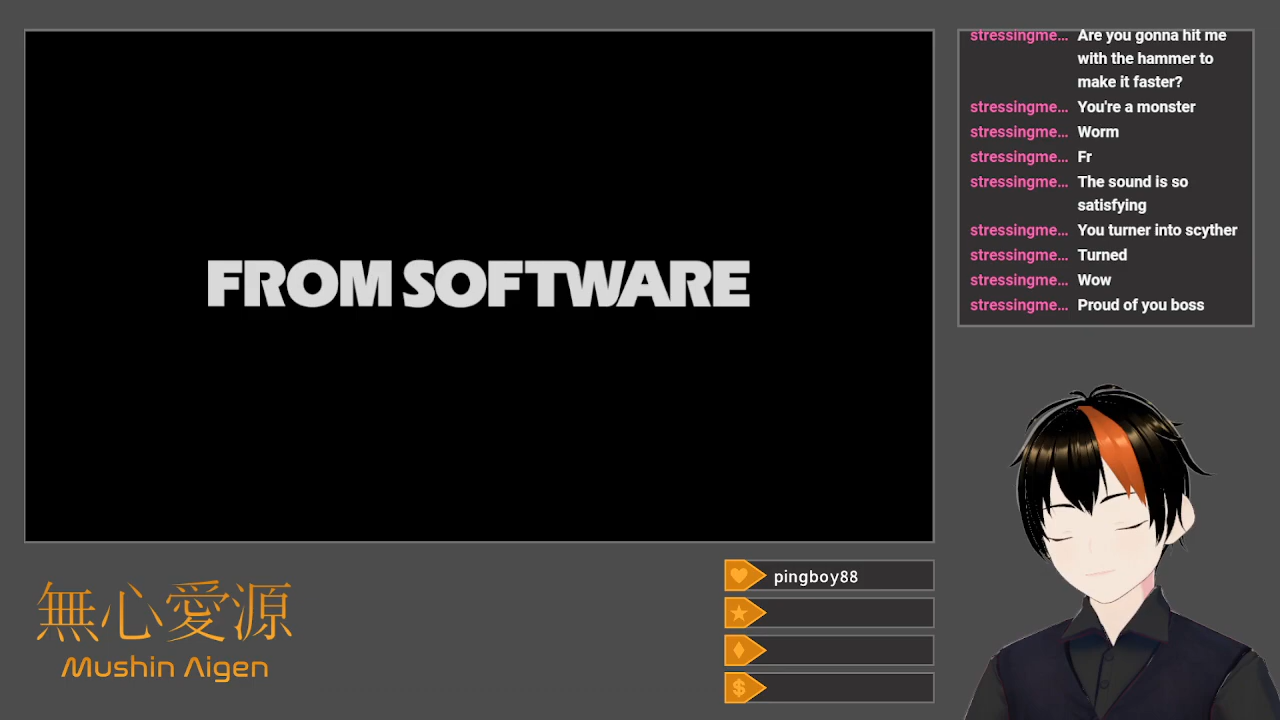 FROM SOFTWARE
stressingme... Are you gonna hit me
with the hammer to
make it faster?
stressingme... You're a monster
stressingme... Worm
stressingme... Fr
stressingme... The sound is so
satisfying
stressingme... You turner into scyther
stressingme... Turned
stressingme... Wow
stressingme... Proud of you boss
無心愛源
Mushin Aigen
pingboy88
$